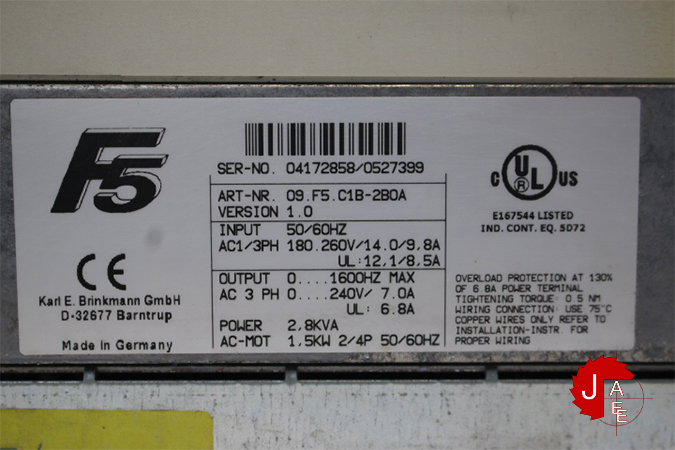 F5
SER-NO. 04172858/0527399
ART-NR. 09.F5.C1B-2B0A
VERSION 1.0
INPUT 50/60HZ
AC1/3PH 180.260V/14.0/9.8A
UL:12.1/8.5A
OUTPUT 0....1600HZ MAX
AC 3 PH 0....240V/ 7.0A
UL: 6.8A
POWER 2.8KVA
AC-MOT 1.5KW 2/4P 50/60HZ
CE
Karl E. Brinkmann GmbH
D-32677 Barntrup
Made in Germany
C UL US
R
E167544 LISTED
IND. CONT. EQ. 5D72
OVERLOAD PROTECTION AT 130%
OF 6.8A POWER TERMINAL
TIGHTENING TORQUE: 0.5 NM
WIRING CONNECTION: USE 75°C
COPPER WIRES ONLY REFER TO
INSTALLATION-INSTR. FOR
PROPER WIRING
JAEE